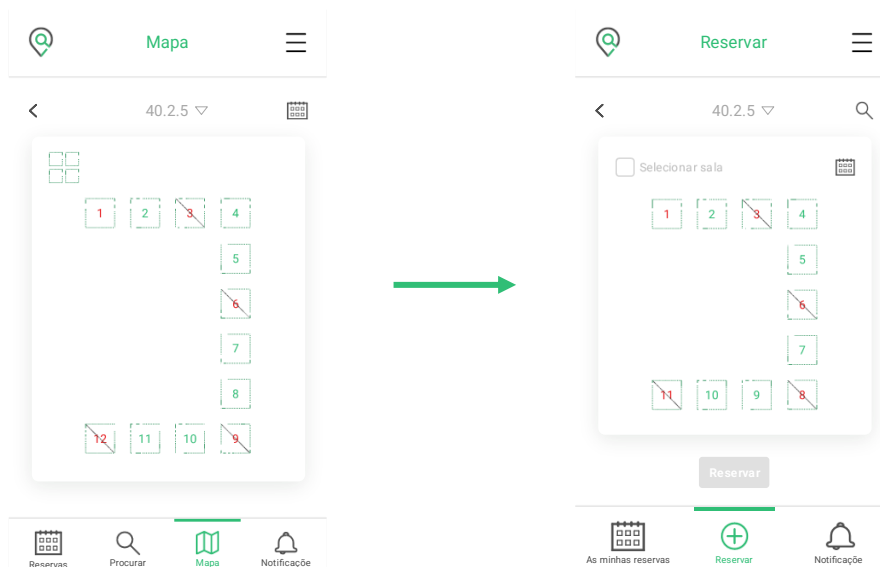 Mapa
40.2.5
1 2 3 4
5
6
7
8
12 11 10 9
Reservas Procurar Mapa Notificaçõe
Reservar
40.2.5
Selecionar sala
1 2 3 4
5
6
7
11 10 9 8
Reservar
As minhas reservas Reservar Notificaçõe